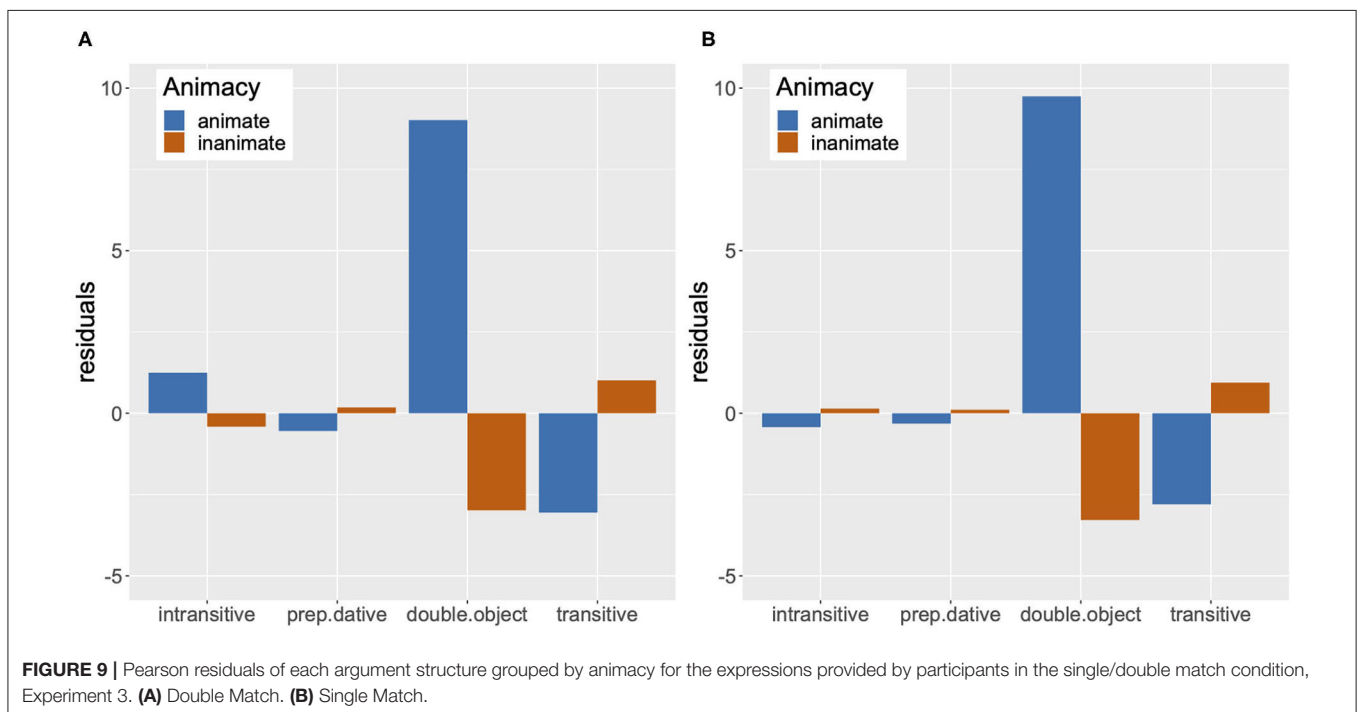 A
Animacy
animate
inanimate
10
5
0
-5
residuals
intransitive prep.dative double.object transitive
B
Animacy
animate
inanimate
10
5
0
-5
residuals
intransitive prep.dative double.object transitive
FIGURE 9 | Pearson residuals of each argument structure grouped by animacy for the expressions provided by participants in the single/double match condition,
Experiment 3. (A) Double Match. (B) Single Match.